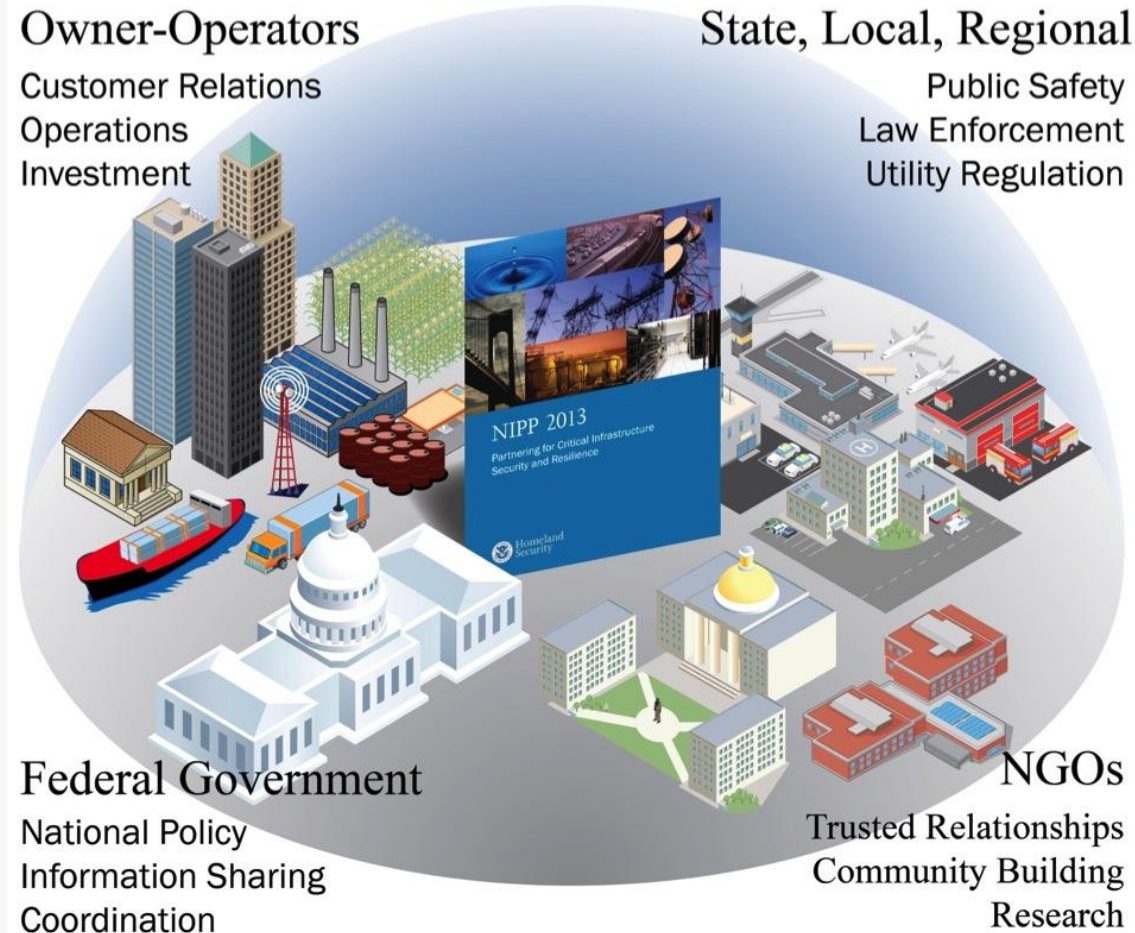 Owner-Operators
Customer Relations
Operations
Investment
State, Local, Regional
Public Safety
Law Enforcement
Utility Regulation
NIPP 2013
Partnering for Critical Infrastructure
Security and Resilience
Homeland
Security
H
Federal Government
National Policy
Information Sharing
Coordination
NGOs
Trusted Relationships
Community Building
Research